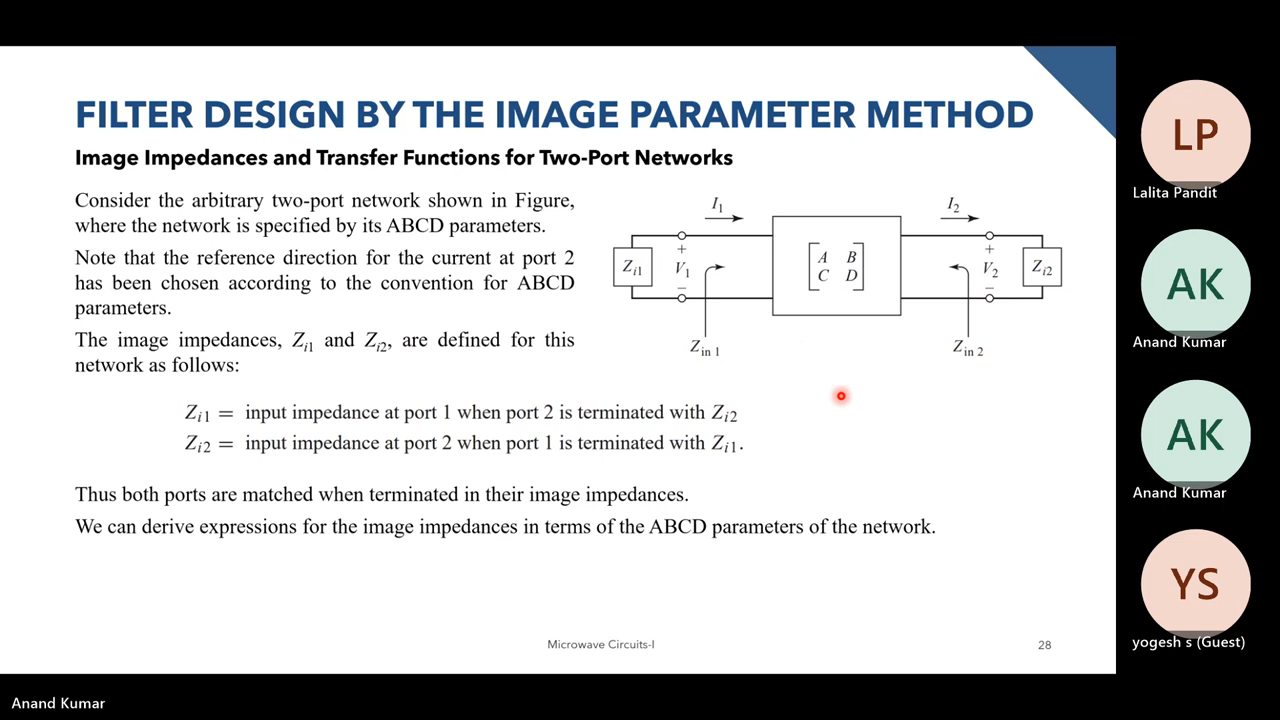 FILTER DESIGN BY THE IMAGE PARAMETER METHOD
Image Impedances and Transfer Functions for Two-Port Networks
Consider the arbitrary two-port network shown in Figure,
where the network is specified by its ABCD parameters.
Note that the reference direction for the current at port 2
has been chosen according to the convention for ABCD
parameters.
The image impedances, Zi1 and Zi2, are defined for this
network as follows:
I1
I2
Zi1
+
V1
−
A B
C D
+
V2
−
Zi2
Zin 1
Zin 2
Zi1 = input impedance at port 1 when port 2 is terminated with Zi2
Zi2 = input impedance at port 2 when port 1 is terminated with Zi1.
Thus both ports are matched when terminated in their image impedances.
We can derive expressions for the image impedances in terms of the ABCD parameters of the network.
Microwave Circuits-I
28
LP
Lalita Pandit
AK
Anand Kumar
AK
Anand Kumar
YS
yogesh s (Guest)
Anand Kumar